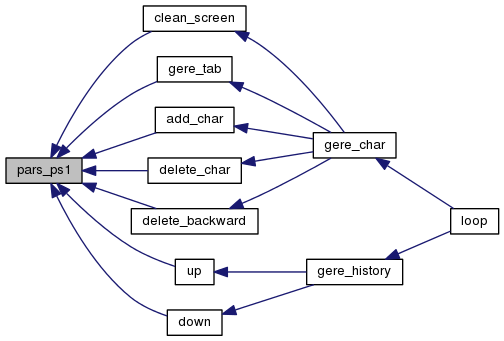 clean_screen
gere_tab
add_char
gere_char
pars_ps1
delete_char
delete_backward
loop
up
gere_history
down